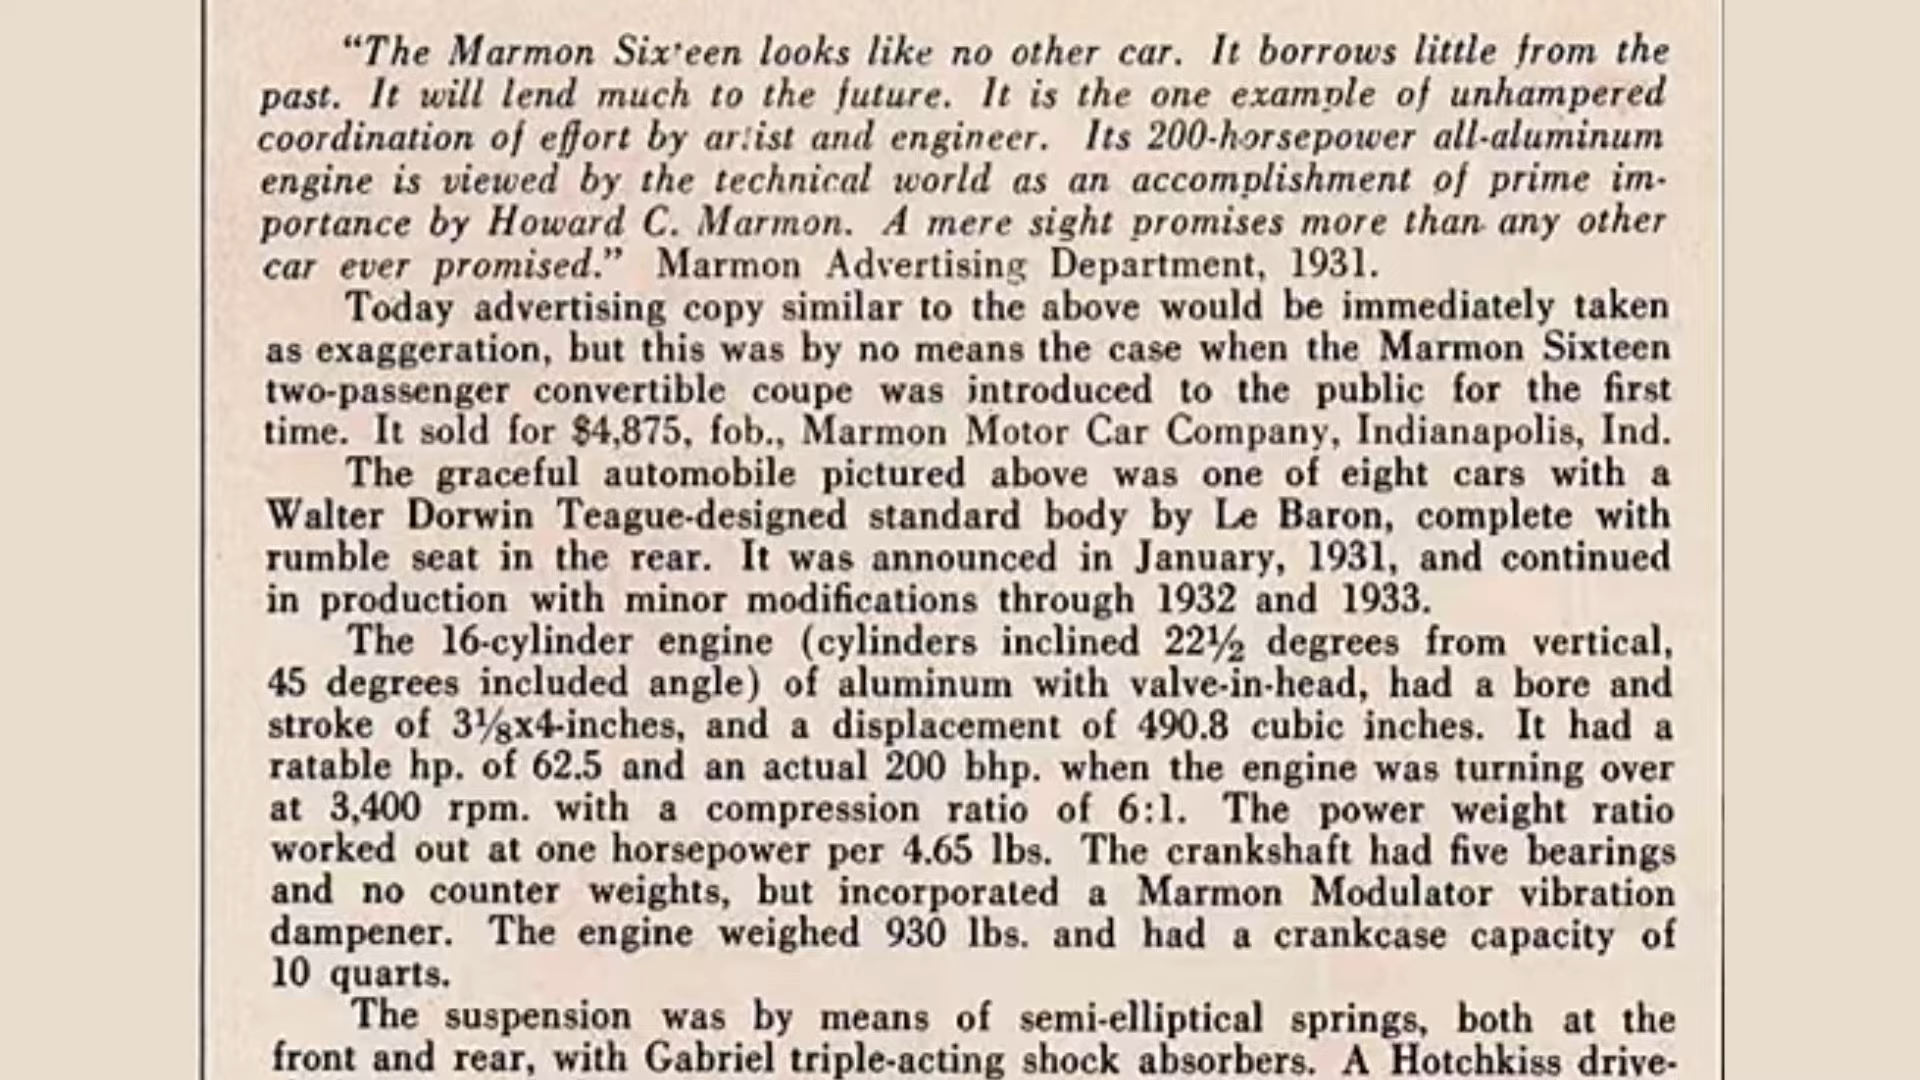 “The Marmon Sixteen looks like no other car. It borrows little from the
past. It will lend much to the future. It is the one example of unhampered
coordination of effort by artist and engineer. Its 200-horsepower all-aluminum
engine is viewed by the technical world as an accomplishment of prime im-
portance by Howard C. Marmon. A mere sight promises more than any other
car ever promised.” Marmon Advertising Department, 1931.
Today advertising copy similar to the above would be immediately taken
as exaggeration, but this was by no means the case when the Marmon Sixteen
two-passenger convertible coupe was introduced to the public for the first
time. It sold for $4,875, fob., Marmon Motor Car Company, Indianapolis, Ind.
The graceful automobile pictured above was one of eight cars with a
Walter Dorwin Teague-designed standard body by Le Baron, complete with
rumble seat in the rear. It was announced in January, 1931, and continued
in production with minor modifications through 1932 and 1933.
The 16-cylinder engine (cylinders inclined 22½ degrees from vertical,
45 degrees included angle) of aluminum with valve-in-head, had a bore and
stroke of 3⅛x4-inches, and a displacement of 490.8 cubic inches. It had a
ratable hp. of 62.5 and an actual 200 bhp. when the engine was turning over
at 3,400 rpm. with a compression ratio of 6:1. The power weight ratio
worked out at one horsepower per 4.65 lbs. The crankshaft had five bearings
and no counter weights, but incorporated a Marmon Modulator vibration
dampener. The engine weighed 930 lbs. and had a crankcase capacity of
10 quarts.
The suspension was by means of semi-elliptical springs, both at the
front and rear, with Gabriel triple-acting shock absorbers. A Hotchkiss drive-